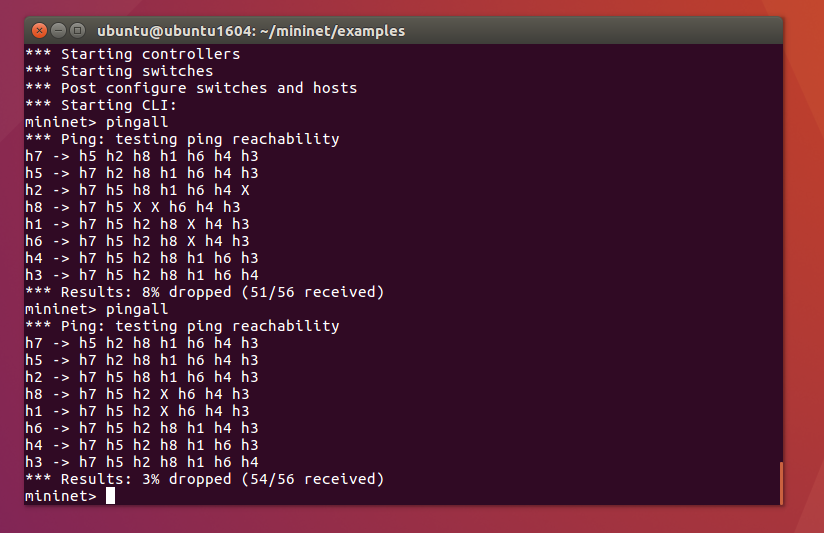 ubuntu@ubuntu1604: ~/mininet/examples
*** Starting controllers
*** Starting switches
*** Post configure switches and hosts
*** Starting CLI:
mininet> pingall
*** Ping: testing ping reachability
h7 -> h5 h2 h8 h1 h6 h4 h3
h5 -> h7 h2 h8 h1 h6 h4 h3
h2 -> h7 h5 h8 h1 h6 h4 X
h8 -> h7 h5 X X h6 h4 h3
h1 -> h7 h5 h2 h8 X h4 h3
h6 -> h7 h5 h2 h8 X h4 h3
h4 -> h7 h5 h2 h8 h1 h6 h3
h3 -> h7 h5 h2 h8 h1 h6 h4
*** Results: 8% dropped (51/56 received)
mininet> pingall
*** Ping: testing ping reachability
h7 -> h5 h2 h8 h1 h6 h4 h3
h5 -> h7 h2 h8 h1 h6 h4 h3
h2 -> h7 h5 h8 h1 h6 h4 h3
h8 -> h7 h5 h2 X h6 h4 h3
h1 -> h7 h5 h2 X h6 h4 h3
h6 -> h7 h5 h2 h8 h1 h4 h3
h4 -> h7 h5 h2 h8 h1 h6 h3
h3 -> h7 h5 h2 h8 h1 h6 h4
*** Results: 3% dropped (54/56 received)
mininet>